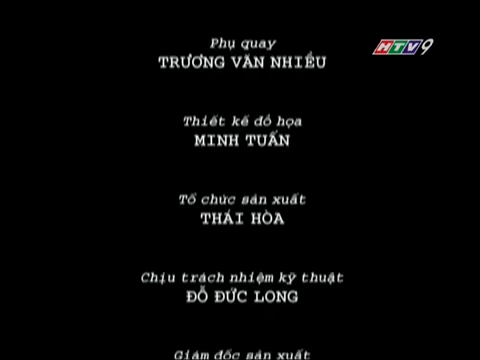 HTV9
Phụ quay
TRƯƠNG VĂN NHIỀU
Thiết kế đồ họa
MINH TUẤN
Tổ chức sản xuất
THÁI HÒA
Chịu trách nhiệm kỹ thuật
ĐỖ ĐỨC LONG
Giám đốc sản xuất